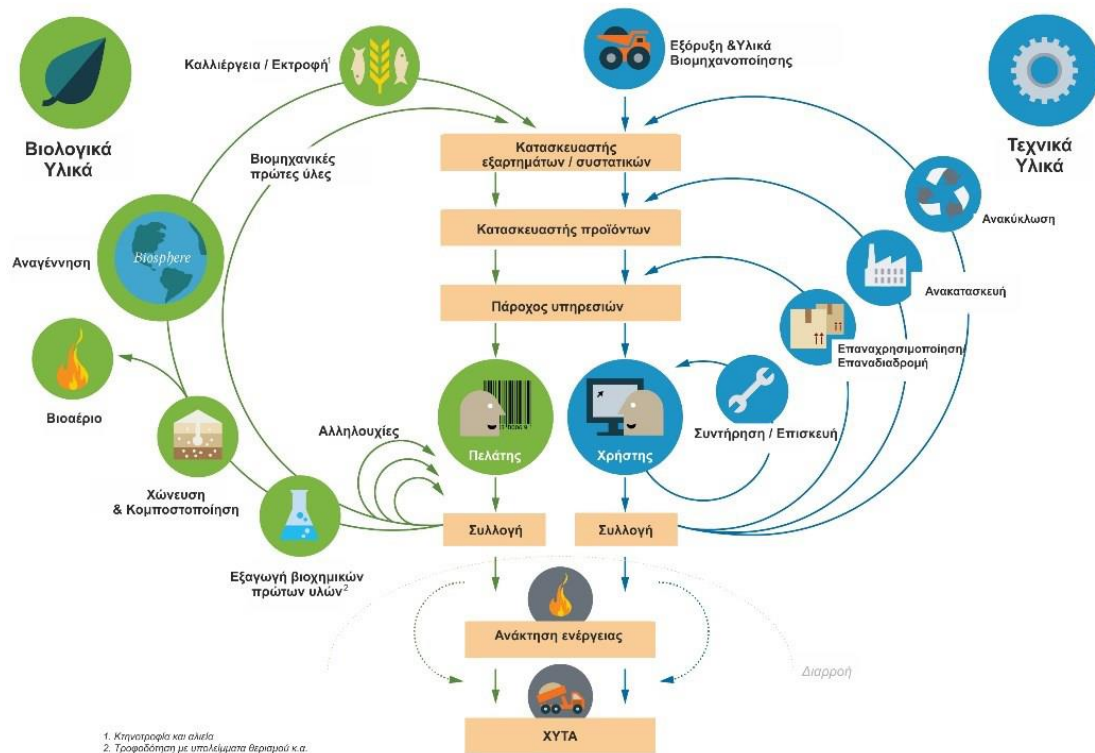 Βιολογικά
Υλικά
Καλλιέργεια / Εκτροφή1
Εξόρυξη &Υλικά
Βιομηχανοποίησης
Τεχνικά
Υλικά
Βιομηχανικές
πρώτες ύλες
Κατασκευαστής
εξαρτημάτων / συστατικών
Ανακύκλωση
Κατασκευαστής προϊόντων
Αναγέννηση
Biosphere
Ανακατασκευή
Πάροχος υπηρεσιών
Επαναχρησιμοποίηση/
Επαναδιαδρομή
Βιοαέριο
Αλληλουχίες
Πελάτης
Χρήστης
Συντήρηση / Επισκευή
Χώνευση
& Κομποστοποίηση
Συλλογή
Συλλογή
Εξαγωγή βιοχημικών
πρώτων υλών2
Ανάκτηση ενέργειας
Διαρροή
ΧΥΤΑ
1. Κτηνοτροφία και αλιεία
2. Τροφοδότηση με υπολείμματα θερισμού κ.α.